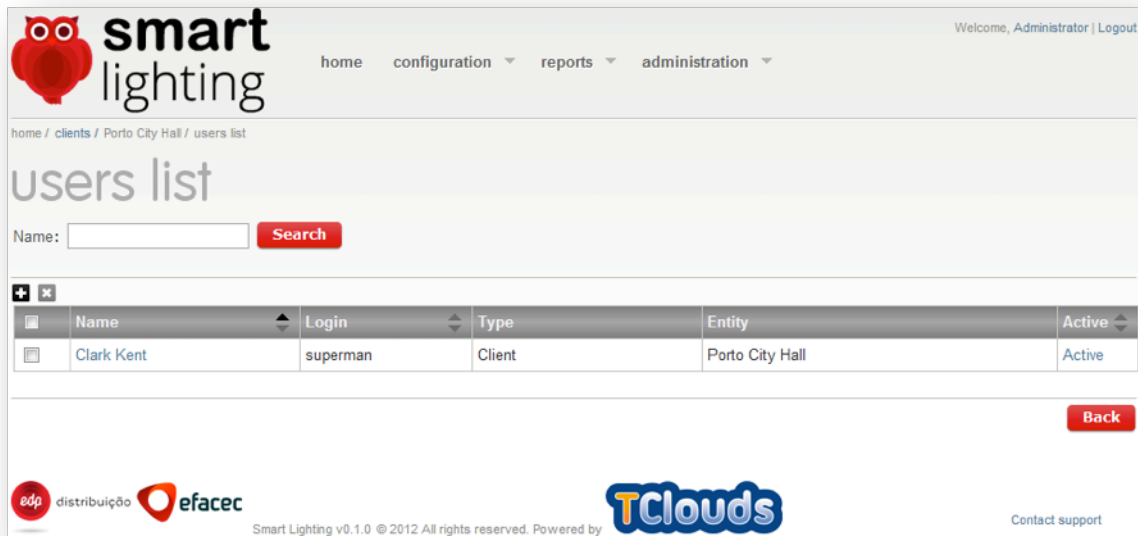 smart
lighting
Welcome, Administrator | Logout
home configuration reports administration
home / clients / Porto City Hall / users list
users list
Name: Search
Name Login Type Entity Active
Clark Kent superman Client Porto City Hall Active
Back
edp distribuição efacec
Smart Lighting v0.1.0 © 2012 All rights reserved. Powered by TClouds
Contact support